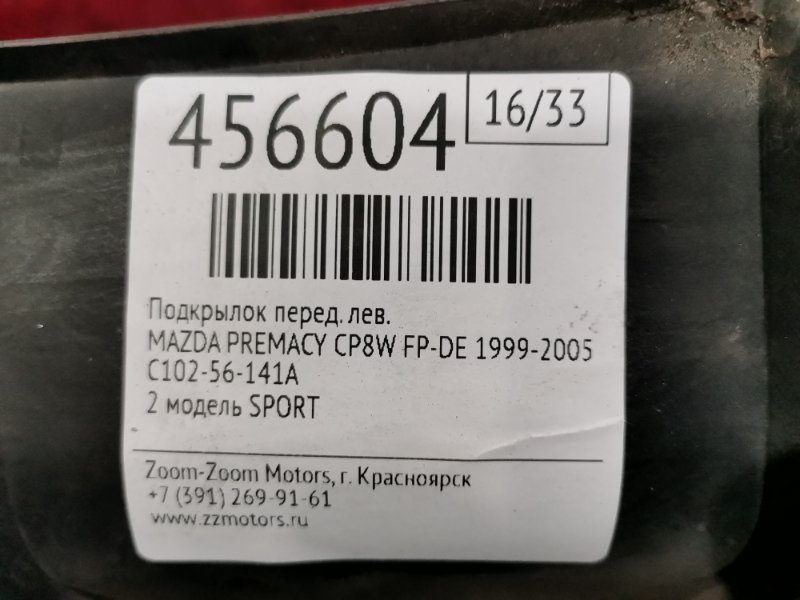 456604
16/33
Подкрылок перед. лев.
MAZDA PREMACY CP8W FP-DE 1999-2005
C102-56-141A
2 модель SPORT
Zoom-Zoom Motors, г. Красноярск
+7 (391) 269-91-61
www.zzmotors.ru